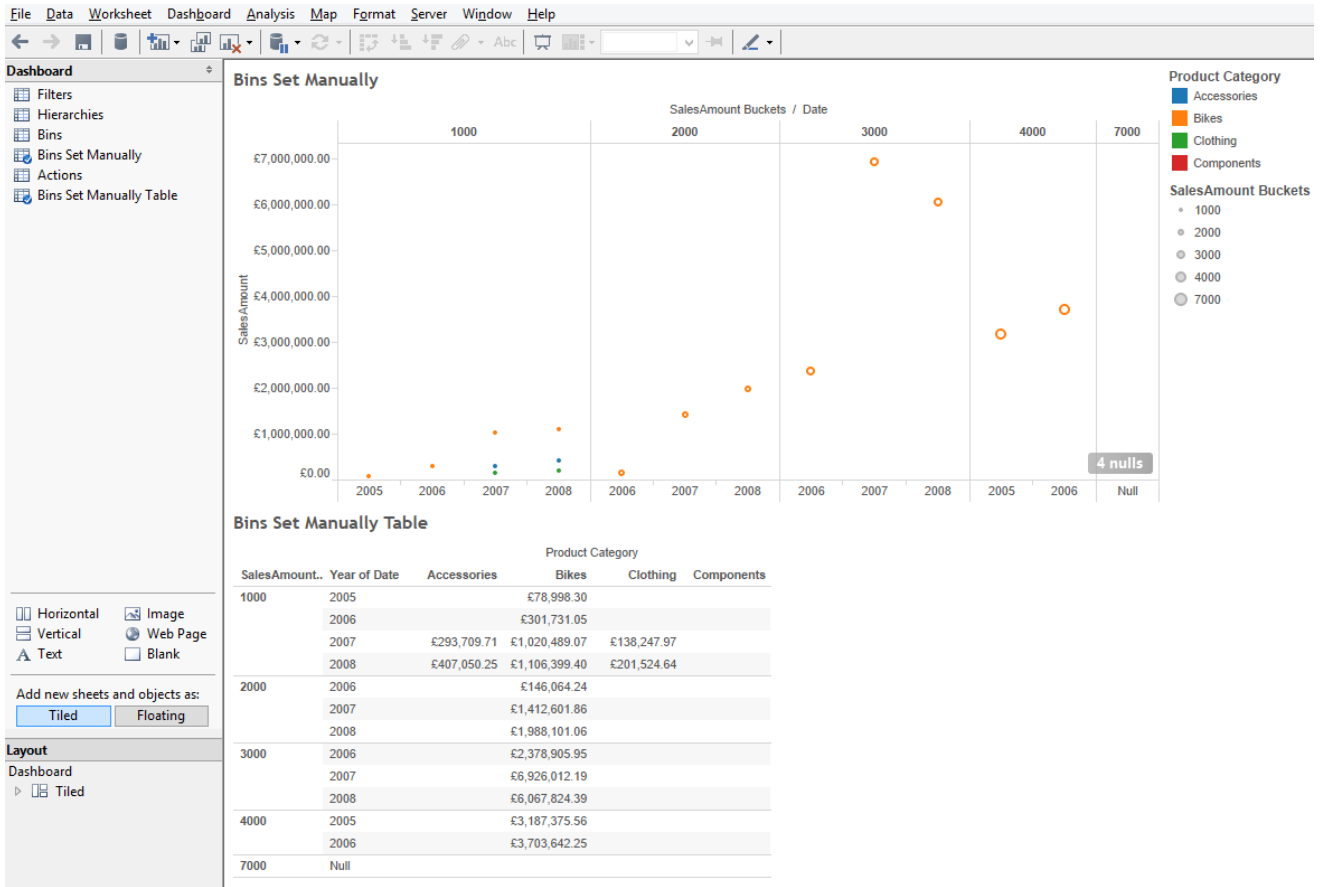 File Data Worksheet Dashboard Analysis Map Format Server Window Help
Abc
Dashboard
Filters
Hierarchies
Bins
Bins Set Manually
Actions
Bins Set Manually Table
Horizontal Image
Vertical Web Page
A Text Blank
Add new sheets and objects as:
Tiled Floating
Layout
Dashboard
Tiled
Bins Set Manually
SalesAmount Buckets / Date
1000 2000 3000 4000 7000
SalesAmount
£7,000,000.00
£6,000,000.00
£5,000,000.00
£4,000,000.00
£3,000,000.00
£2,000,000.00
£1,000,000.00
£0.00
4 nulls
2005 2006 2007 2008 2006 2007 2008 2006 2007 2008 2005 2006 Null
Product Category
Accessories
Bikes
Clothing
Components
SalesAmount Buckets
1000
2000
3000
4000
7000
Bins Set Manually Table
Product Category
SalesAmount.. Year of Date Accessories Bikes Clothing Components
1000 2005 £78,998.30
2006 £301,731.05
2007 £293,709.71 £1,020,489.07 £138,247.97
2008 £407,050.25 £1,106,399.40 £201,524.64
2000 2006 £146,064.24
2007 £1,412,601.86
2008 £1,988,101.06
3000 2006 £2,378,905.95
2007 £6,926,012.19
2008 £6,067,824.39
4000 2005 £3,187,375.56
2006 £3,703,642.25
7000 Null